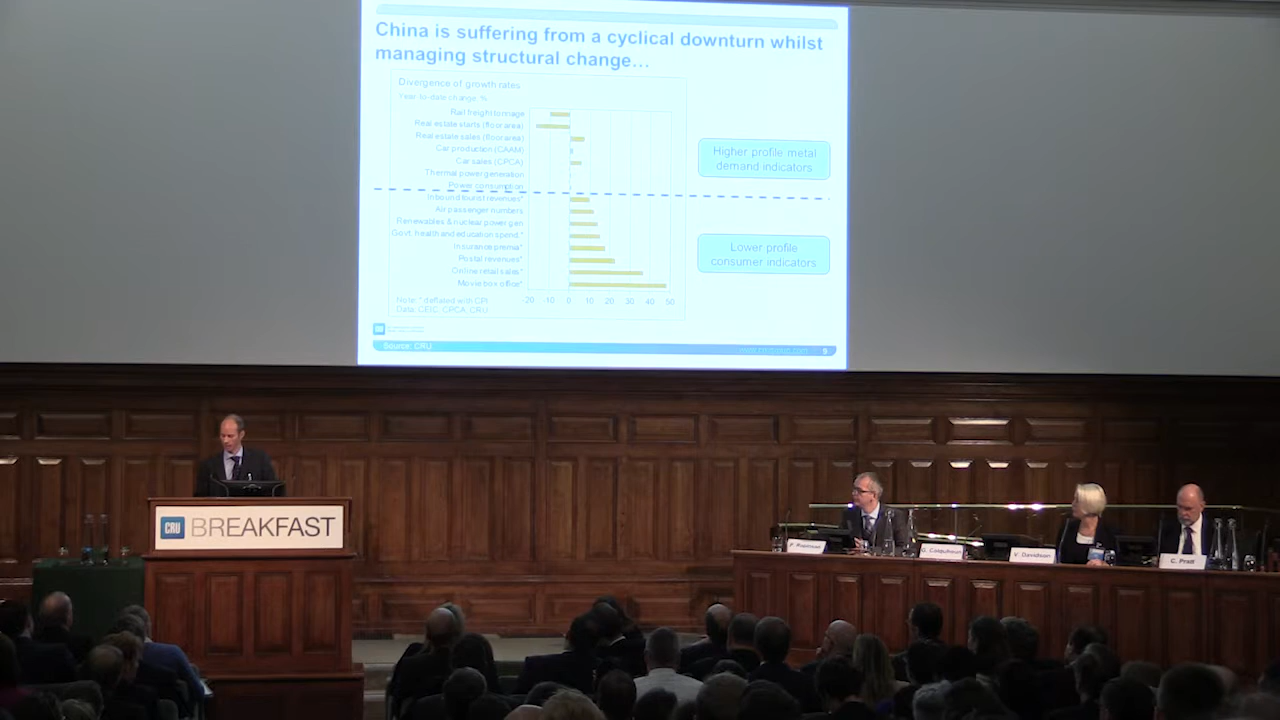 China is suffering from a cyclical downturn whilst
managing structural change...
Divergence of growth rates
Year-to-date change, %
Rail freight tonnage
Real estate starts (floor area)
Real estate sales (floor area)
Car production (CAAM)
Car sales (CPCA)
Thermal power generation
Power consumption
Inbound tourist revenues*
Air passenger numbers
Renewables & nuclear power gen
Govt. health and education spend.*
Insurance premia*
Postal revenues*
Online retail sales*
Movie box office*
-20 -10 0 10 20 30 40 50
Note: * deflated with CPI
Data: CEIC, CPCA, CRU
Higher profile metal
demand indicators
Lower profile
consumer indicators
Source: CRU
9
CRU BREAKFAST
V. Davidson
C. Pratt